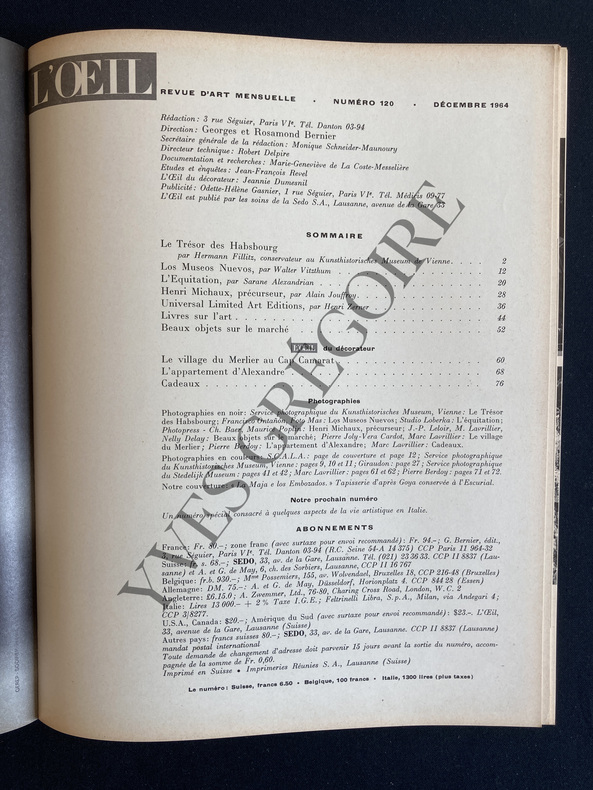 L'ŒIL
REVUE D'ART MENSUELLE • NUMÉRO 120 • DÉCEMBRE 1964
Rédaction: 3 rue Séguier, Paris VIe. Tél. Danton 03-94
Direction: Georges et Rosamond Bernier
Secrétaire générale de la rédaction: Monique Schneider-Maunoury
Directeur technique: Robert Delpire
Documentation et recherches: Marie-Geneviève de La Coste-Messelière
Etudes et enquêtes: Jean-François Revel
L'Œil du décorateur: Jeannie Dumesnil
Publicité: Odette-Hélène Gasnier, 1 rue Séguier, Paris VIe. Tél. Médicis 09-77
L'Œil est publié par les soins de la Sedo S.A., Lausanne, avenue de la Gare 33
SOMMAIRE
Le Trésor des Habsbourg
par Hermann Fillitz, conservateur au Kunsthistorisches Museum de Vienne. . . . . 2
Los Museos Nuevos, par Walter Vitzthum . . . . 12
L'Equitation, par Sarane Alexandrian . . . . 20
Henri Michaux, précurseur, par Alain Jouffroy . . . . 28
Universal Limited Art Editions, par Henri Zerner . . . . 36
Livres sur l'art . . . . 44
Beaux objets sur le marché . . . . 52
L'ŒIL du décorateur
Le village du Merlier au Cap Camarat . . . . 60
L'appartement d'Alexandre . . . . 68
Cadeaux . . . . 76
Photographies
Photographies en noir: Service photographique du Kunsthistorisches Museum, Vienne: Le Trésor
des Habsbourg; Francisco Ontañon, Foto Mas: Los Museos Nuevos; Studio Loberka: L'équitation;
Photopress - Ch. Baer, Maurice Poplin: Henri Michaux, précurseur; J.-P. Leloir, M. Lavrillier,
Nelly Delay: Beaux objets sur le marché; Pierre Joly-Vera Cardot, Marc Lavrillier: Le village
du Merlier; Pierre Berdoy: L'appartement d'Alexandre; Marc Lavrillier: Cadeaux.
Photographies en couleurs: S.C.A.L.A.: page de couverture et page 12; Service photographique
du Kunsthistorisches Museum, Vienne: pages 9, 10 et 11; Giraudon: page 27; Service photographique
du Stedelijk Museum: pages 41 et 42; Marc Lavrillier: pages 61 et 62; Pierre Berdoy: pages 71 et 72.
Notre couverture: « La Maja e los Embozados. » Tapisserie d'après Goya conservée à l'Escurial.
Notre prochain numéro
Un numéro spécial consacré à quelques aspects de la vie artistique en Italie.
ABONNEMENTS
France: Fr. 80.–; zone franc (avec surtaxe pour envoi recommandé): Fr. 94.–; G. Bernier, édit.,
3, rue Séguier, Paris VIe. Tél. Danton 03-94 (R.C. Seine 54-A 14 375) CCP Paris 11 964-32
Suisse: fr. s. 68.–; SEDO, 33, av. de la Gare, Lausanne. Tél. (021) 23 36 33. CCP II 8837 (Lau-
sanne) et A. et G. de May, 6, ch. des Sorbiers, Lausanne, CCP II 16 767
Belgique: fr.b. 930.–; Mme Possemiers, 155, av. Wolvendael, Bruxelles 18, CCP 216-48 (Bruxelles)
Allemagne: DM. 75.–: A. et G. de May, Düsseldorf, Horionplatz 4. CCP 844 28 (Essen)
Angleterre: £6.15.0; A. Zwemmer, Ltd., 76-80, Charing Cross Road, London, W. C. 2
Italie: Lires 13 000.– + 2 % Taxe I.G.E.; Feltrinelli Libra, S.p.A., Milan, via Andegari 4;
CCP 3/8277.
U.S.A., Canada: $20.–; Amérique du Sud (avec surtaxe pour envoi recommandé): $23.–. L'Œil,
33, avenue de la Gare, Lausanne (Suisse)
Autres pays: francs suisses 80.–; SEDO, 33, av. de la Gare, Lausanne. CCP II 8837 (Lausanne)
mandat postal international
Toute demande de changement d'adresse doit parvenir 15 jours avant la sortie du numéro, accom-
pagnée de la somme de Fr. 0,60.
Imprimé en Suisse • Imprimeries Réunies S. A., Lausanne (Suisse)
Le numéro: Suisse, francs 6.50 • Belgique, 100 francs • Italie, 1300 lires (plus taxes)
YVES GRÉGOIRE